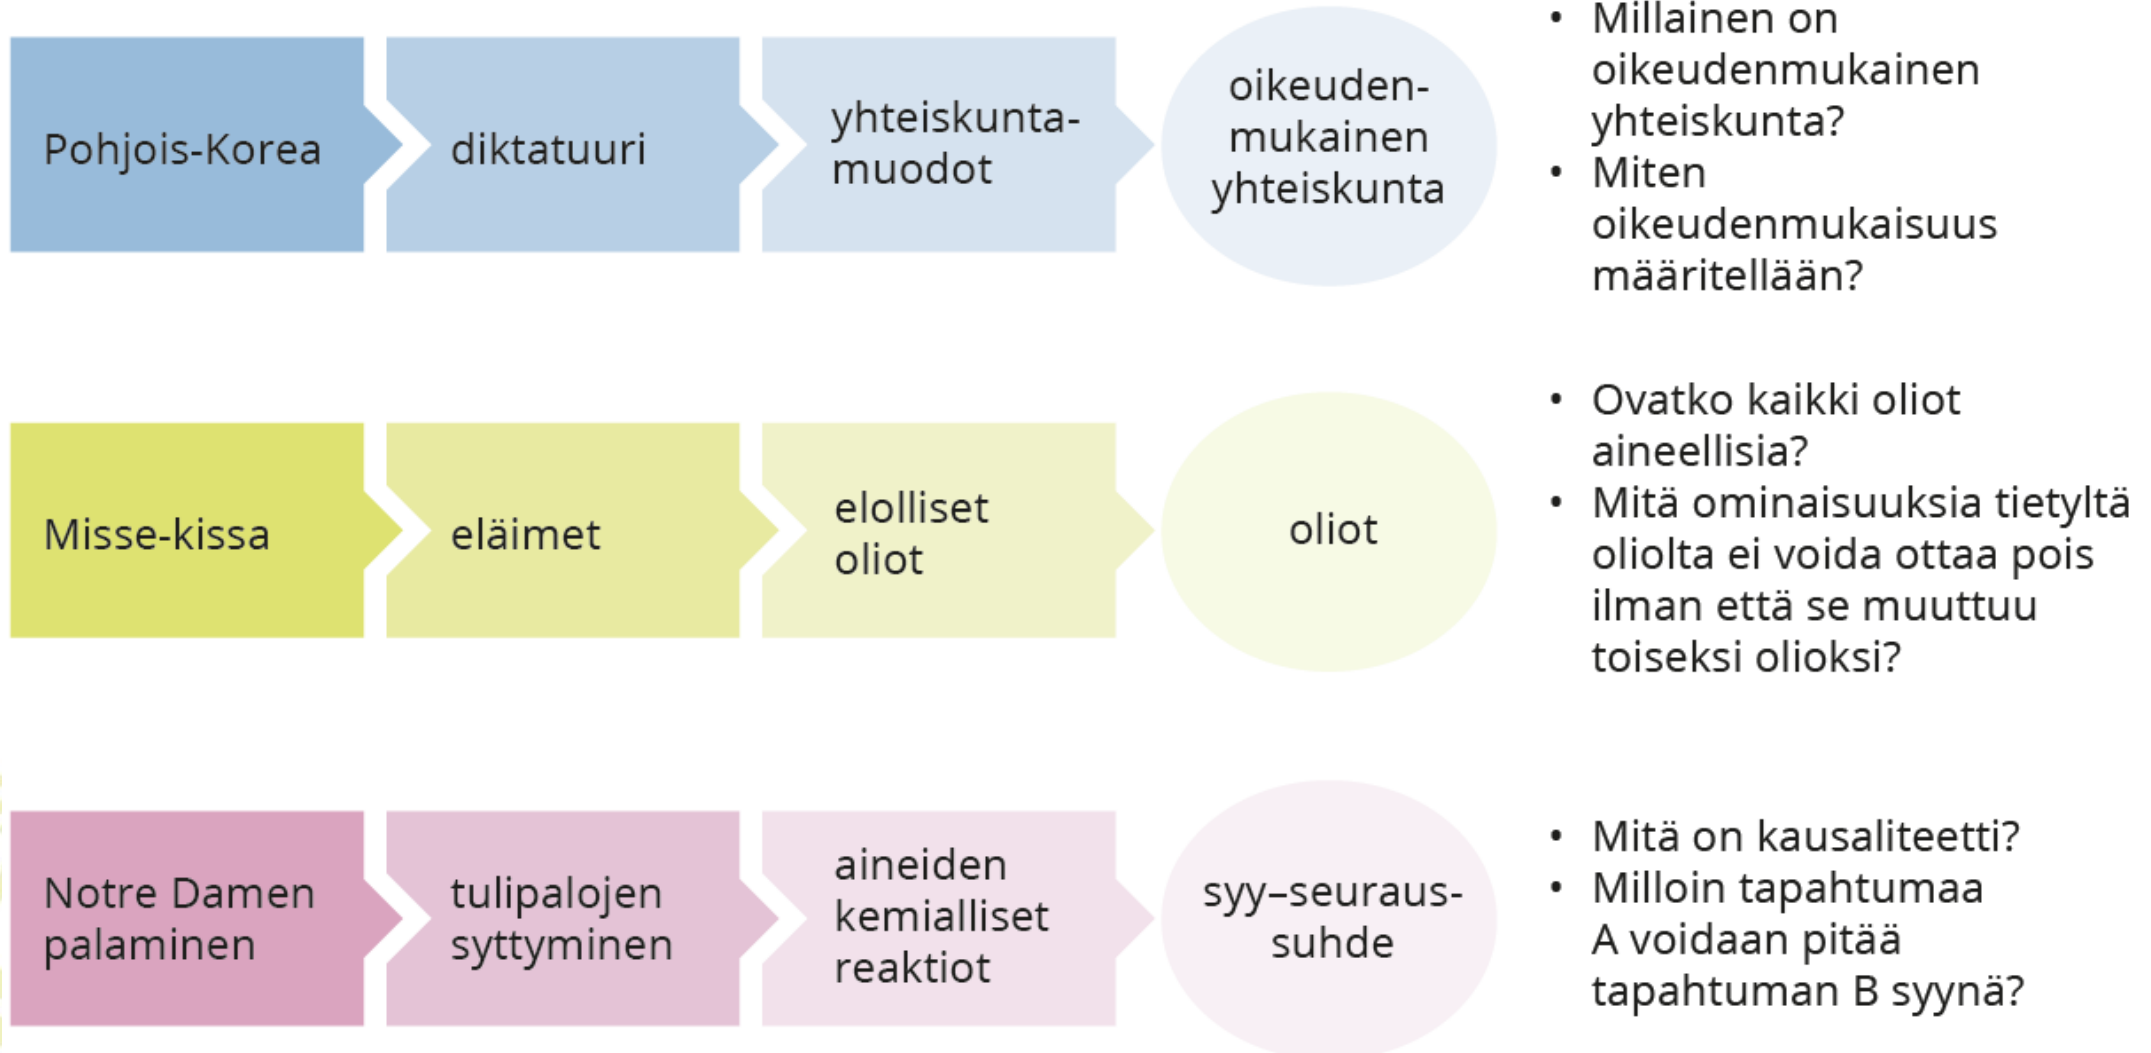 Pohjois-Korea
diktatuuri
yhteiskunta-
muodot
oikeuden-
mukainen
yhteiskunta
• Millainen on
oikeudenmukainen
yhteiskunta?
• Miten
oikeudenmukaisuus
määritellään?
Misse-kissa
eläimet
elolliset
oliot
oliot
• Ovatko kaikki oliot
aineellisia?
• Mitä ominaisuuksia tietyltä
oliolta ei voida ottaa pois
ilman että se muuttuu
toiseksi olioksi?
Notre Damen
palaminen
tulipalojen
syttyminen
aineiden
kemialliset
reaktiot
syy–seuraus-
suhde
• Mitä on kausaliteetti?
• Milloin tapahtumaa
A voidaan pitää
tapahtuman B syynä?